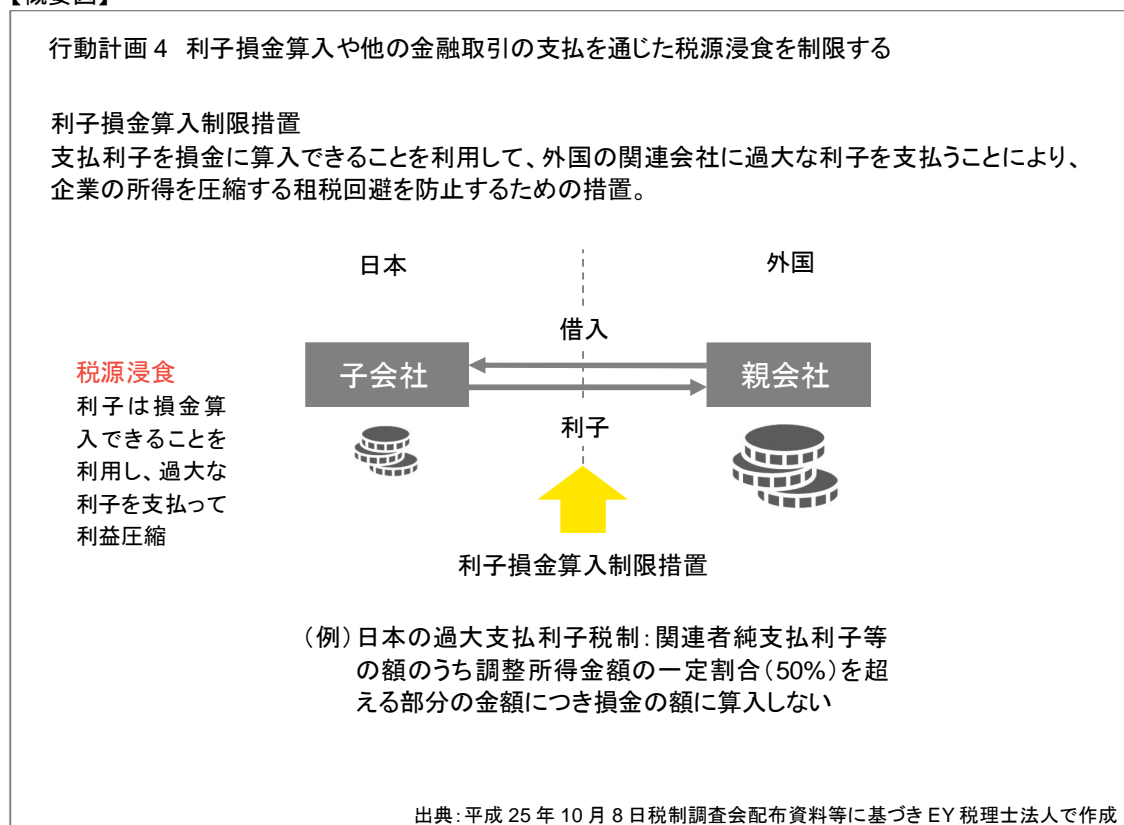 【概要図】
行動計画 4 利子損金算入や他の金融取引の支払を通じた税源浸食を制限する
利子損金算入制限措置
支払利子を損金に算入できることを利用して、外国の関連会社に過大な利子を支払うことにより、
企業の所得を圧縮する租税回避を防止するための措置。
日本
外国
借入
子会社
親会社
税源浸食
利子は損金算
入できることを
利用し、過大な
利子を支払って
利益圧縮
利子
利子損金算入制限措置
(例)日本の過大支払利子税制:関連者純支払利子等
の額のうち調整所得金額の一定割合(50%)を超
える部分の金額につき損金の額に算入しない
出典:平成 25 年 10 月 8 日税制調査会配布資料等に基づき EY 税理士法人で作成